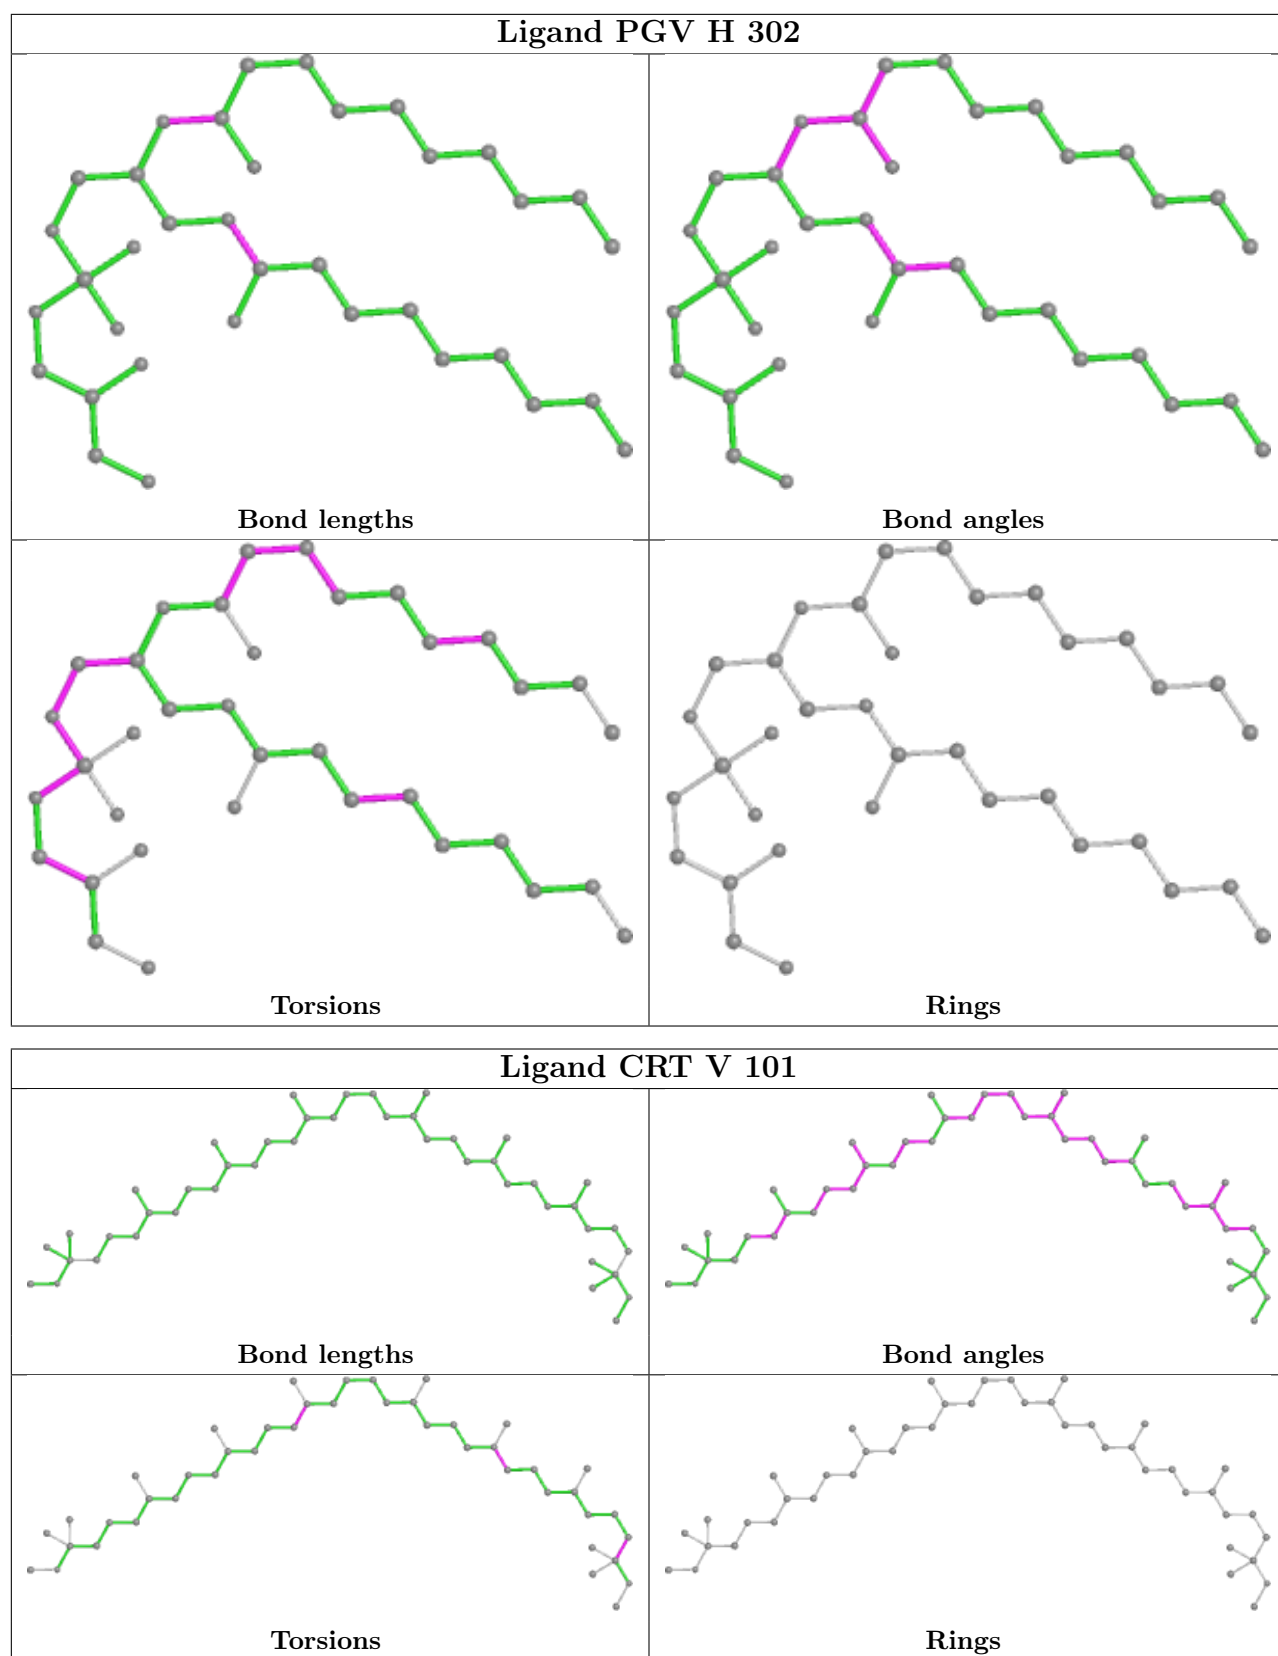 Ligand PGV H 302
Bond lengths
Bond angles
Torsions
Rings
Ligand CRT V 101
Bond lengths
Bond angles
Torsions
Rings